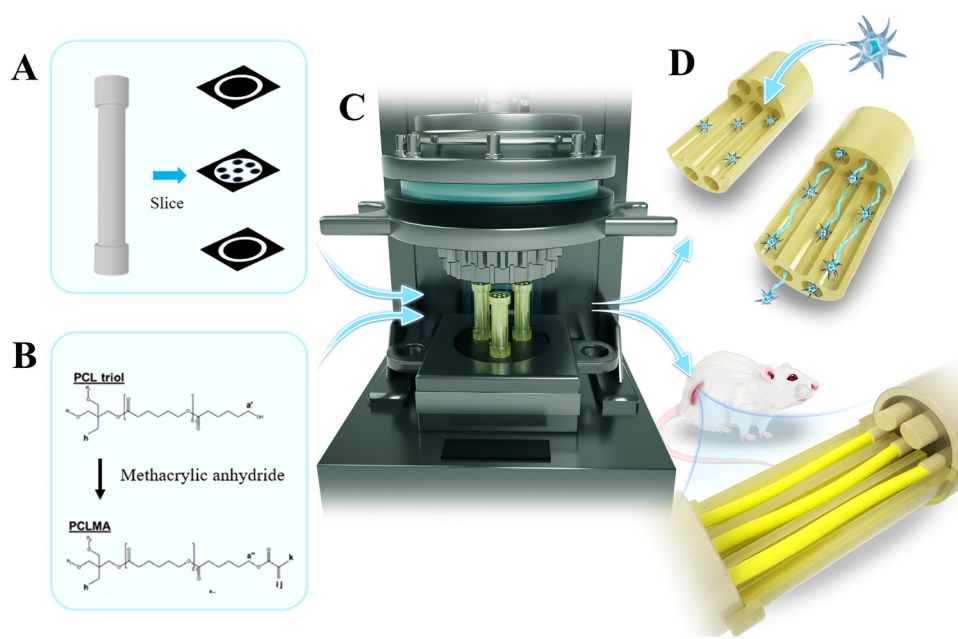 A
Slice
B
PCL triol
a'
h
Methacrylic anhydride
PCLMA
a''
k
h
i j
C
D